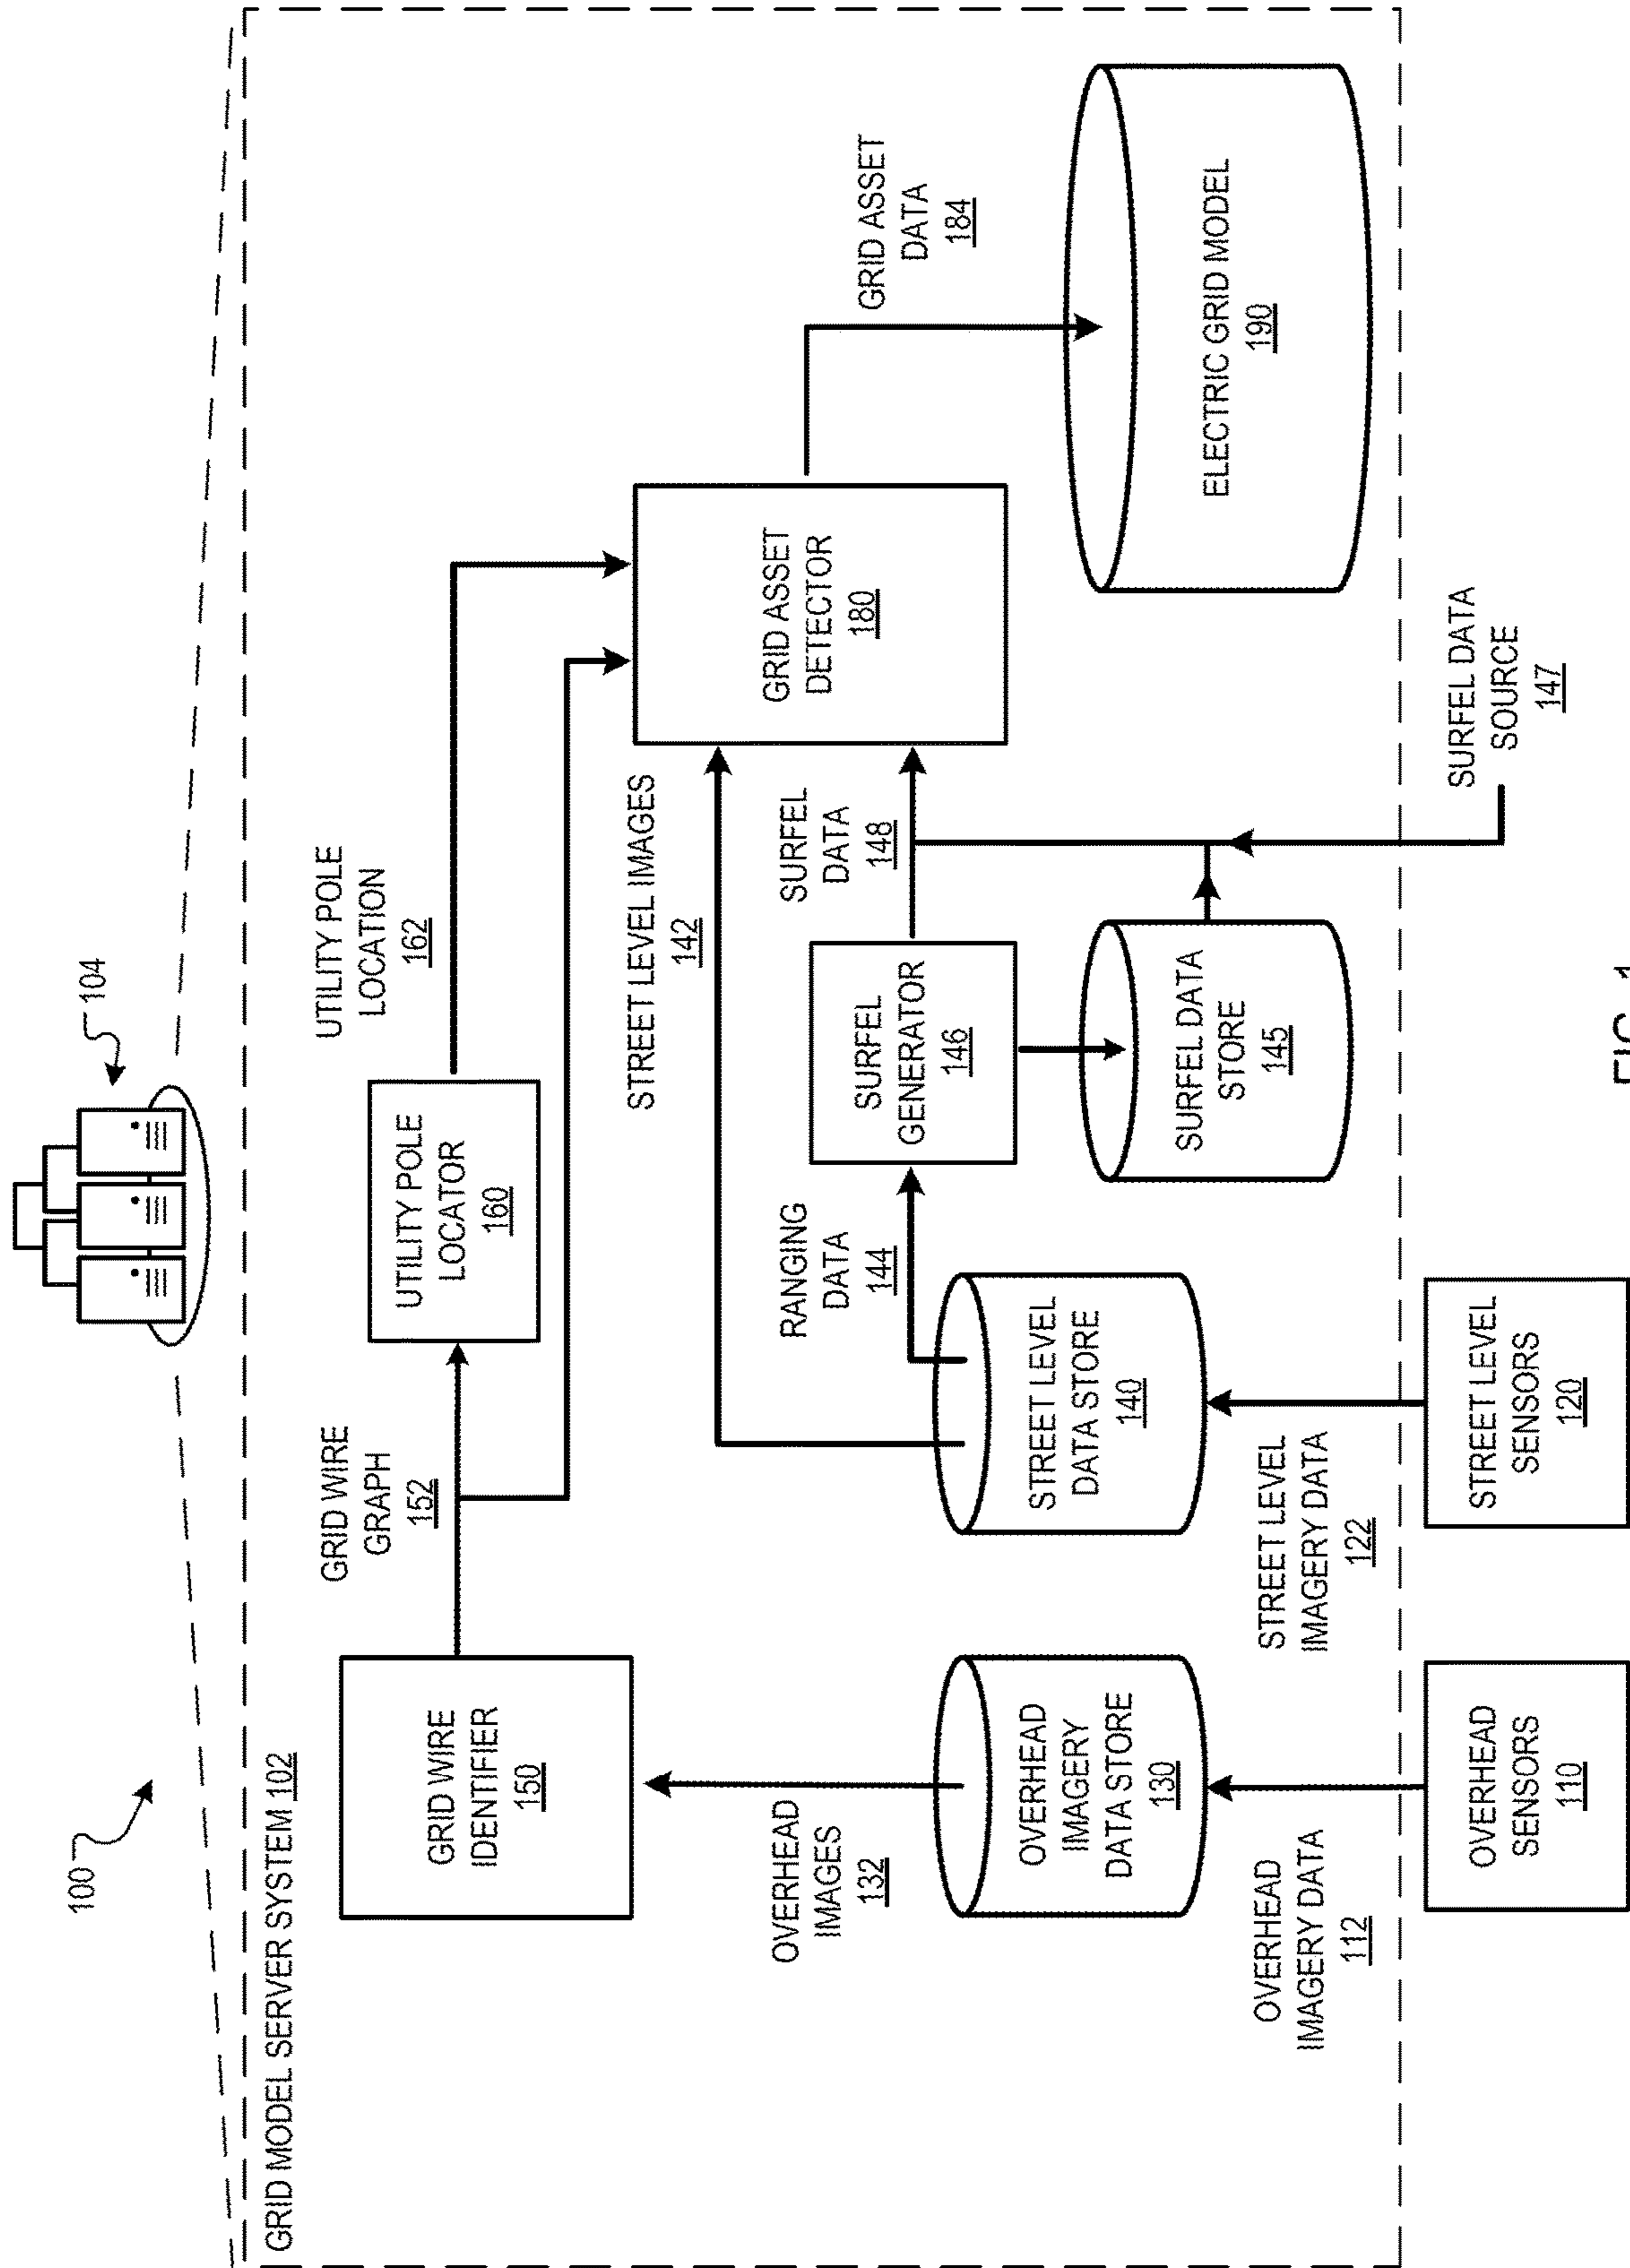 100
104
GRID MODEL SERVER SYSTEM 102
GRID WIRE
IDENTIFIER
150
GRID WIRE
GRAPH
152
UTILITY POLE
LOCATOR
160
UTILITY POLE
LOCATION
162
OVERHEAD
IMAGES
132
STREET LEVEL IMAGES
142
RANGING
DATA
144
SURFEL
GENERATOR
146
SURFEL
DATA
148
GRID ASSET
DETECTOR
180
GRID ASSET
DATA
184
OVERHEAD
IMAGERY
DATA STORE
130
STREET LEVEL
DATA STORE
140
SURFEL DATA
STORE
145
ELECTRIC GRID MODEL
190
OVERHEAD
IMAGERY DATA
112
STREET LEVEL
IMAGERY DATA
122
OVERHEAD
SENSORS
110
STREET LEVEL
SENSORS
120
SURFEL DATA
SOURCE
147
FIG. 1